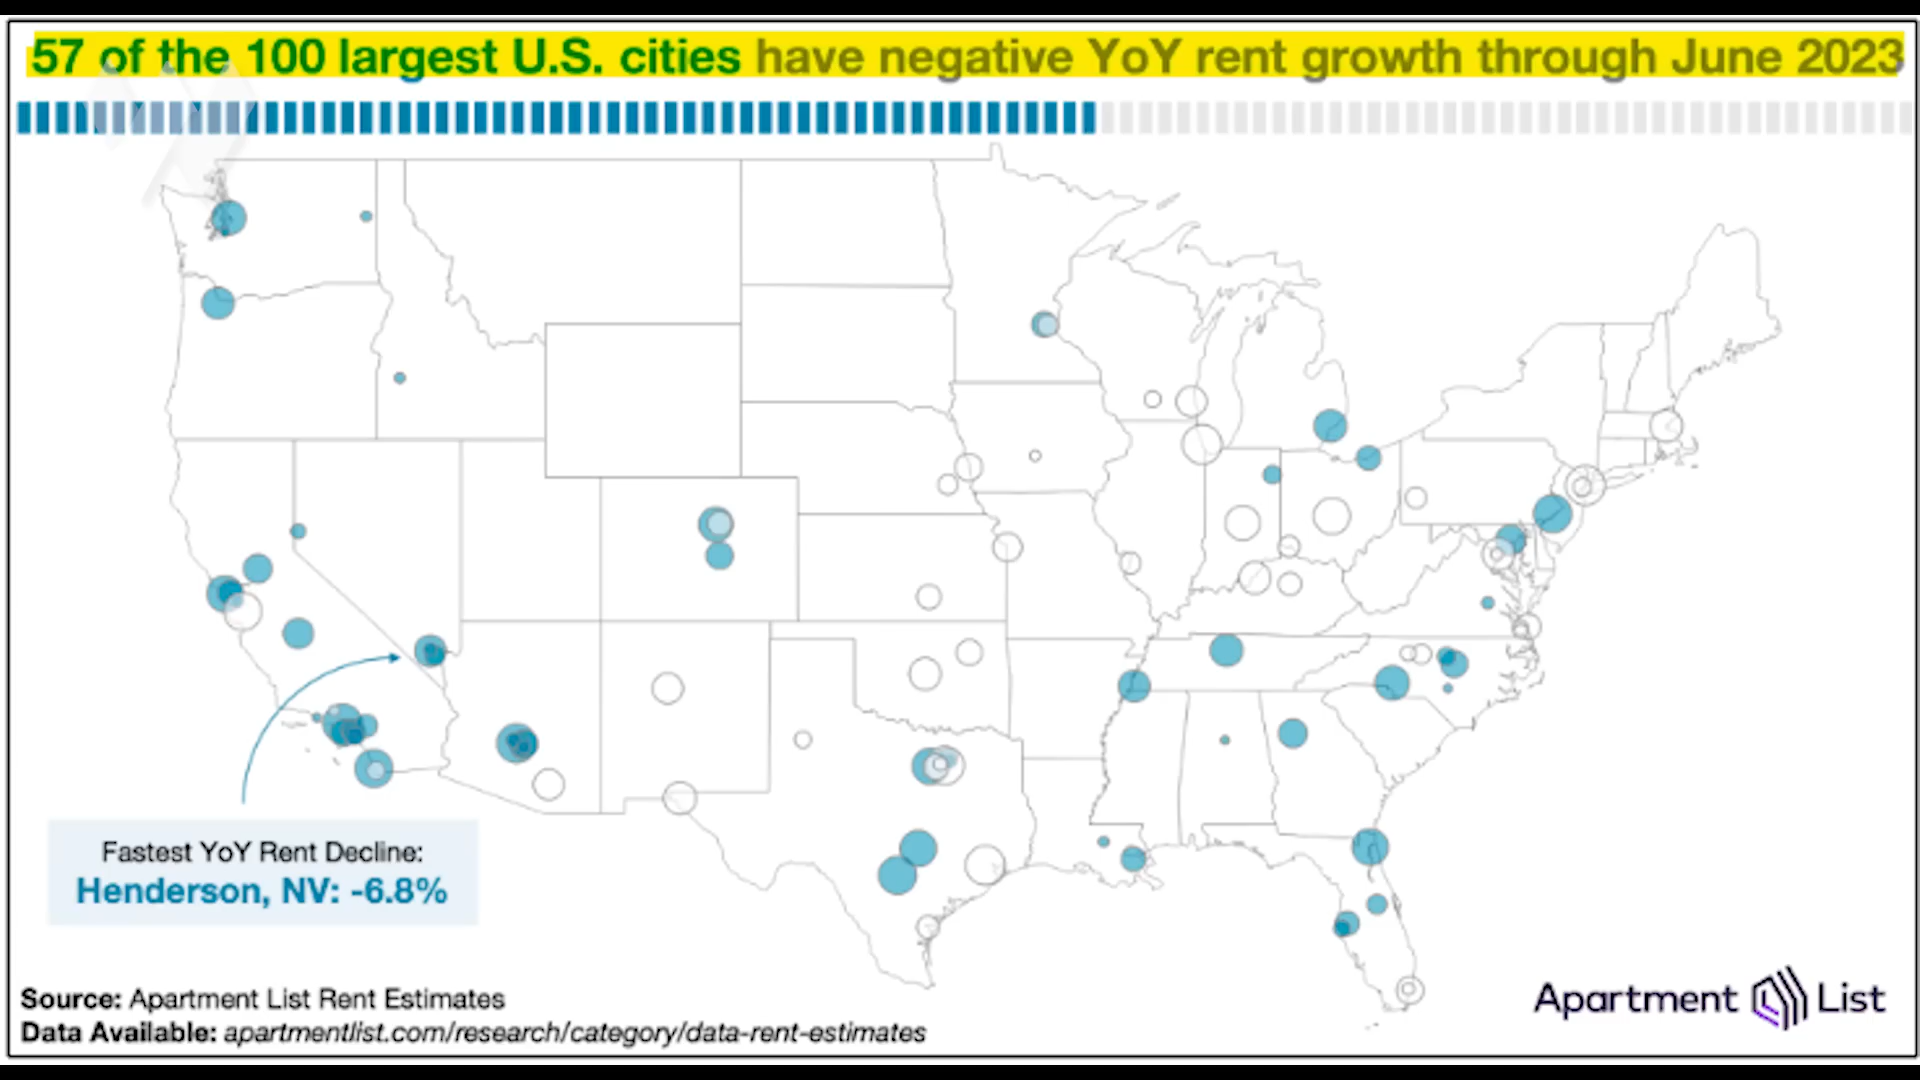 57 of the 100 largest U.S. cities have negative YoY rent growth through June 2023
Fastest YoY Rent Decline:
Henderson, NV: -6.8%
Source: Apartment List Rent Estimates
Data Available: apartmentlist.com/research/category/data-rent-estimates
Apartment List